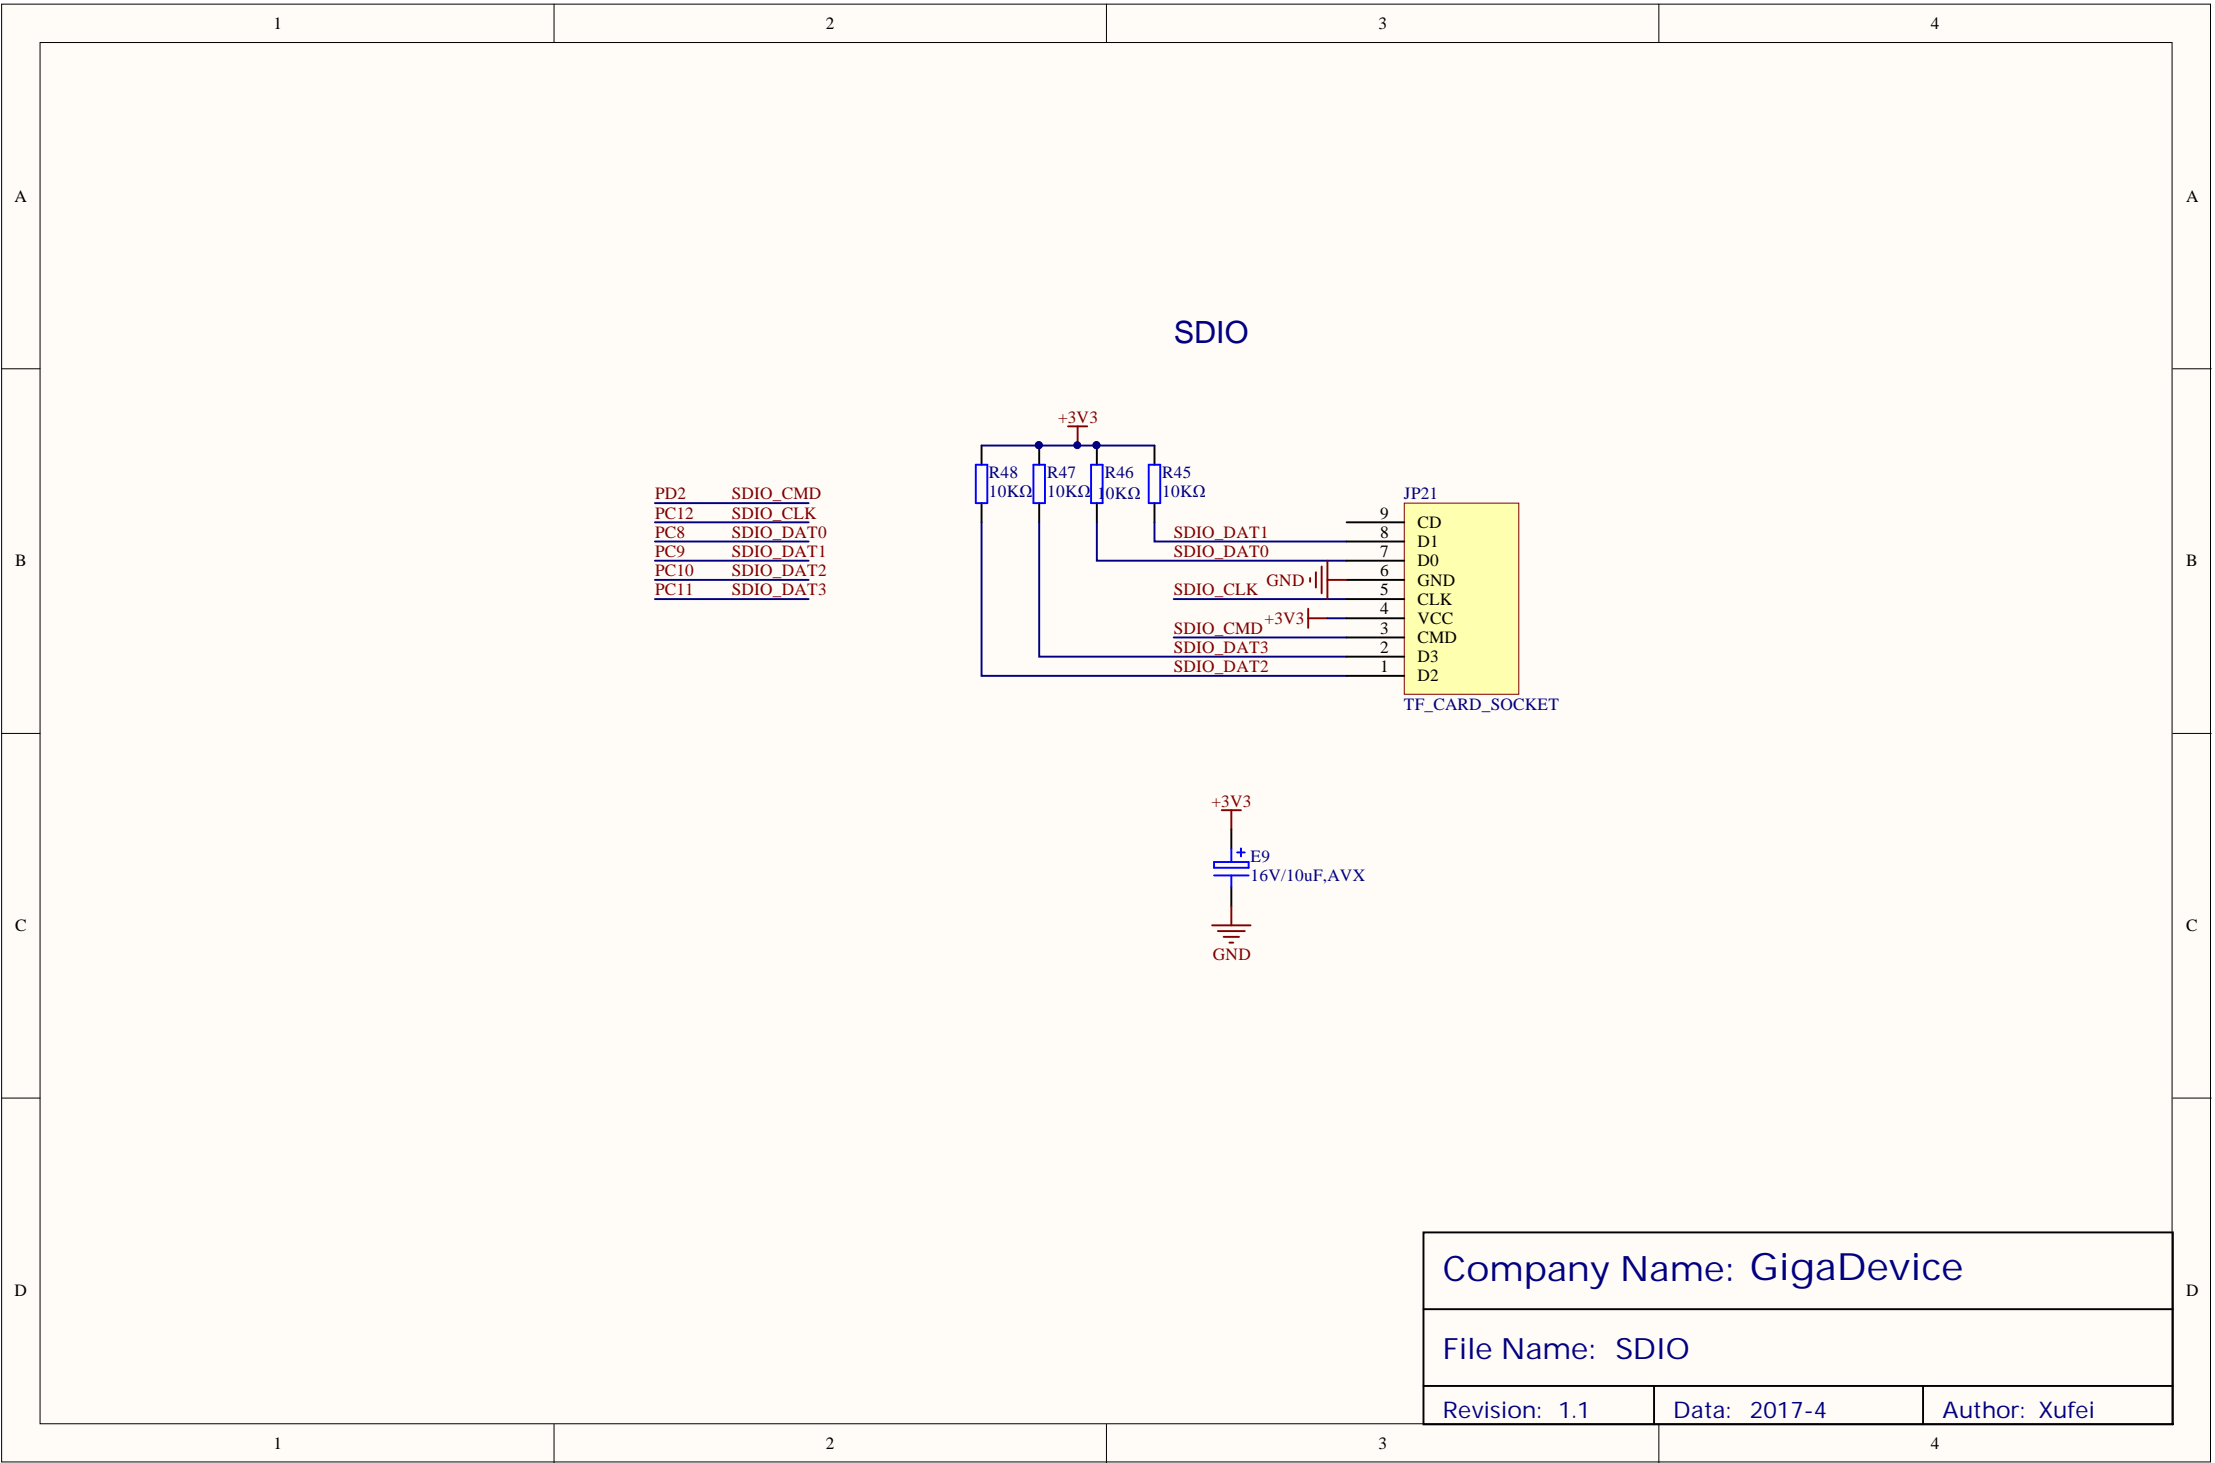 1 2 3 4
A A
SDIO
+3V3
R48 R47 R46 R45
10KΩ 10KΩ 10KΩ 10KΩ
PD2 SDIO_CMD
PC12 SDIO_CLK
PC8 SDIO_DAT0
PC9 SDIO_DAT1
PC10 SDIO_DAT2
PC11 SDIO_DAT3
JP21
9 CD
SDIO_DAT1 8 D1
SDIO_DAT0 7 D0
GND 6 GND
SDIO_CLK 5 CLK
+3V3 4 VCC
SDIO_CMD 3 CMD
SDIO_DAT3 2 D3
SDIO_DAT2 1 D2
TF_CARD_SOCKET
B B
+3V3
+ E9
16V/10uF,AVX
GND
C C
Company Name: GigaDevice
File Name: SDIO
Revision: 1.1 Data: 2017-4 Author: Xufei
D D
1 2 3 4